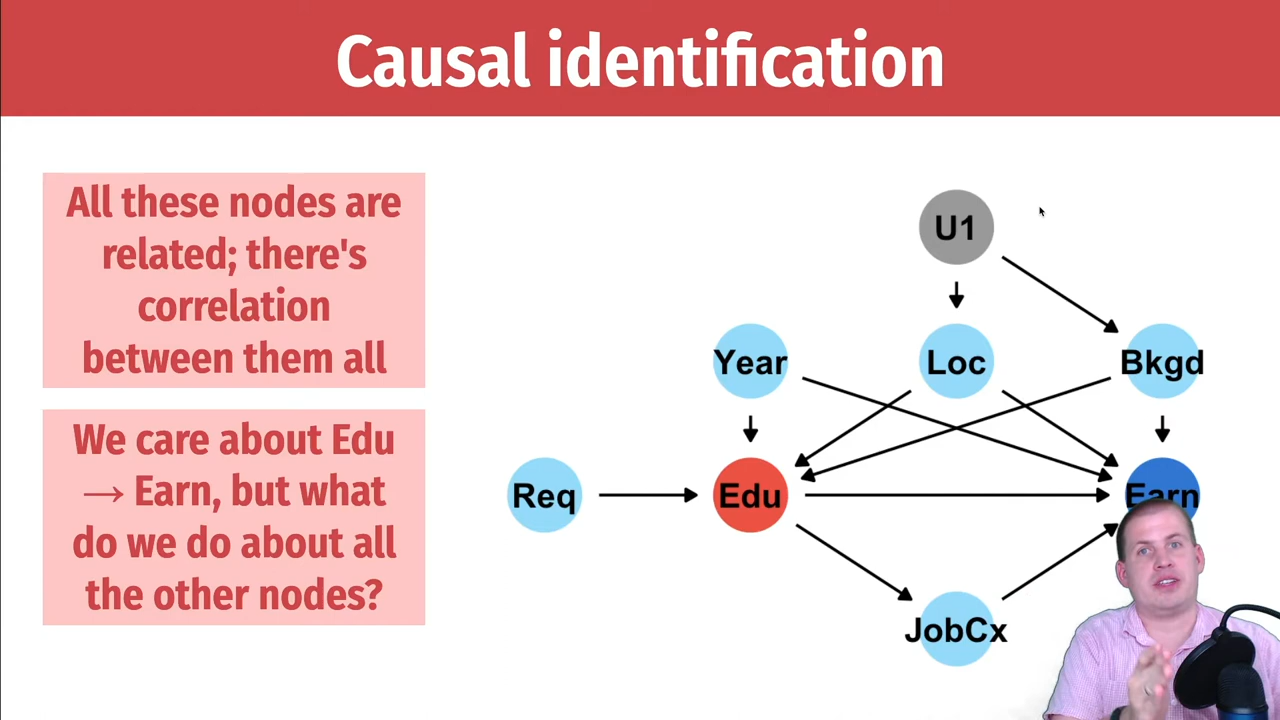 Causal identification
All these nodes are
related; there's
correlation
between them all
We care about Edu
→ Earn, but what
do we do about all
the other nodes?
U1
Year
Loc
Bkgd
Req
Edu
Earn
JobCx